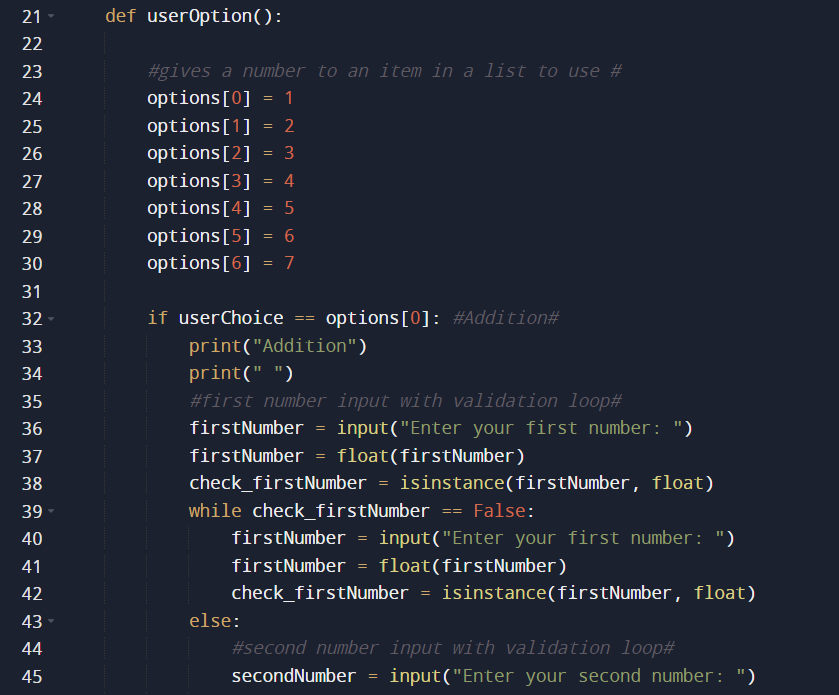 21 def userOption():
22
23 #gives a number to an item in a list to use #
24 options[0] = 1
25 options[1] = 2
26 options[2] = 3
27 options[3] = 4
28 options[4] = 5
29 options[5] = 6
30 options[6] = 7
31
32 if userChoice == options[0]: #Addition#
33 print("Addition")
34 print(" ")
35 #first number input with validation loop#
36 firstNumber = input("Enter your first number: ")
37 firstNumber = float(firstNumber)
38 check_firstNumber = isinstance(firstNumber, float)
39 while check_firstNumber == False:
40 firstNumber = input("Enter your first number: ")
41 firstNumber = float(firstNumber)
42 check_firstNumber = isinstance(firstNumber, float)
43 else:
44 #second number input with validation loop#
45 secondNumber = input("Enter your second number: ")